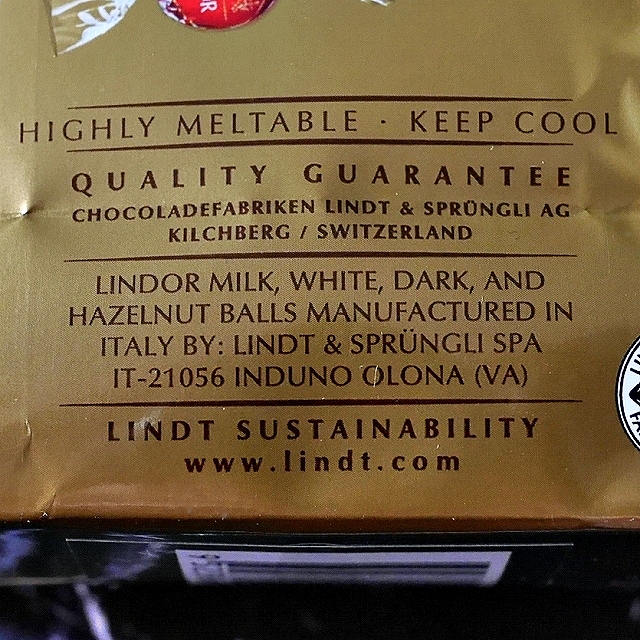 HIGHLY MELTABLE · KEEP COOL
QUALITY GUARANTEE
CHOCOLADEFABRIKEN LINDT & SPRÜNGLI AG
KILCHBERG / SWITZERLAND
LINDOR MILK, WHITE, DARK, AND
HAZELNUT BALLS MANUFACTURED IN
ITALY BY: LINDT & SPRÜNGLI SPA
IT-21056 INDUNO OLONA (VA)
LINDT SUSTAINABILITY
www.lindt.com